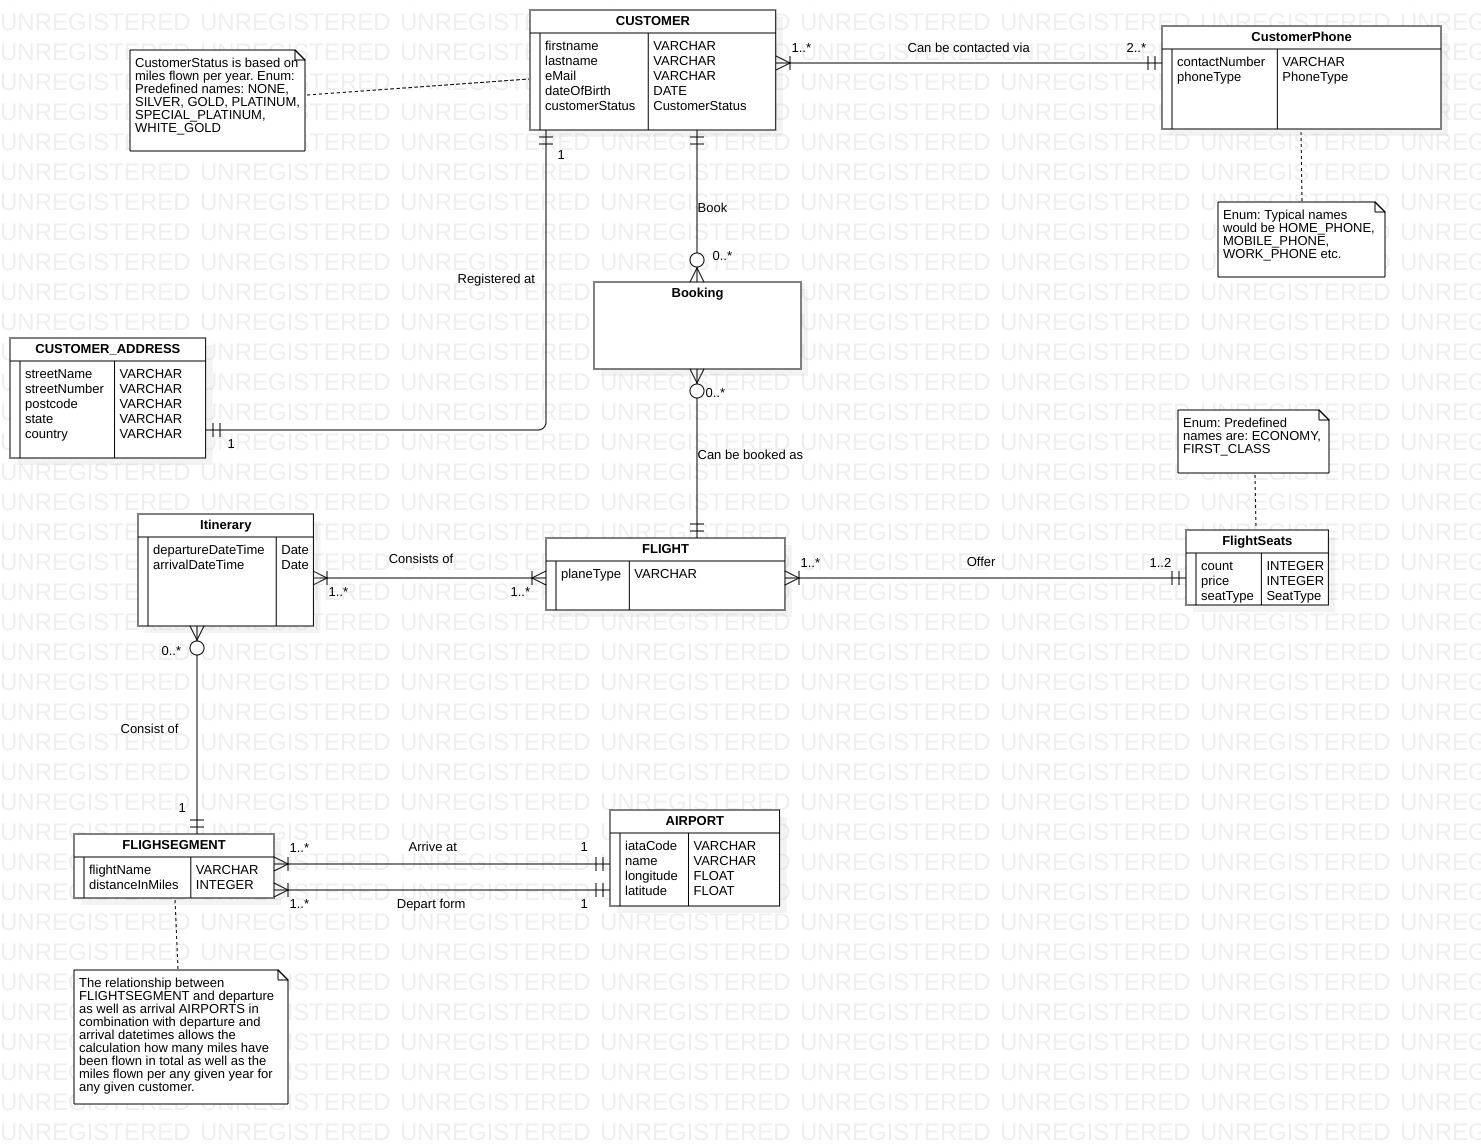 CUSTOMER
firstname VARCHAR
lastname VARCHAR
eMail VARCHAR
dateOfBirth DATE
customerStatus CustomerStatus
CustomerStatus is based on
miles flown per year. Enum:
Predefined names: NONE,
SILVER, GOLD, PLATINUM,
SPECIAL_PLATINUM,
WHITE_GOLD
1..* Can be contacted via 2..*
CustomerPhone
contactNumber VARCHAR
phoneType PhoneType
Enum: Typical names
would be HOME_PHONE,
MOBILE_PHONE,
WORK_PHONE etc.
1
Book
0..*
Registered at
Booking
CUSTOMER_ADDRESS
streetName VARCHAR
streetNumber VARCHAR
postcode VARCHAR
state VARCHAR
country VARCHAR
1
0..*
Can be booked as
Enum: Predefined
names are: ECONOMY,
FIRST_CLASS
Itinerary
departureDateTime Date
arrivalDateTime Date
Consists of
1..* 1..*
FLIGHT
planeType VARCHAR
1..* Offer 1..2
FlightSeats
count INTEGER
price INTEGER
seatType SeatType
0..*
Consist of
1
FLIGHSEGMENT
flightName VARCHAR
distanceInMiles INTEGER
1..* Arrive at 1
1..* Depart form 1
AIRPORT
iataCode VARCHAR
name VARCHAR
longitude FLOAT
latitude FLOAT
The relationship between
FLIGHTSEGMENT and departure
as well as arrival AIRPORTS in
combination with departure and
arrival datetimes allows the
calculation how many miles have
been flown in total as well as the
miles flown per any given year for
any given customer.
UNREGISTERED